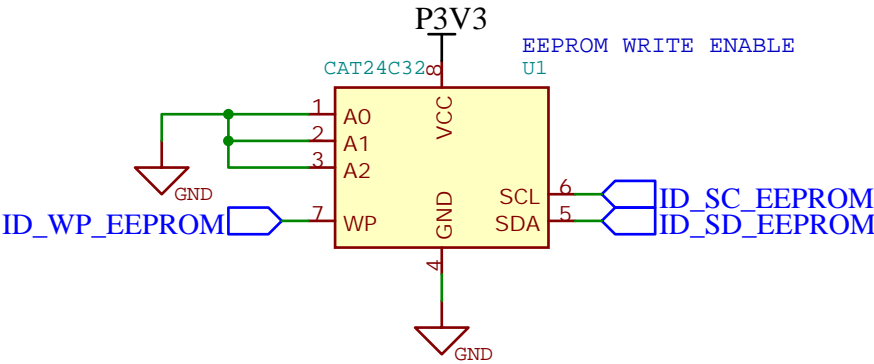 P3V3
EEPROM WRITE ENABLE
CAT24C32
8
U1
VCC
1
A0
2
A1
3
A2
GND
SCL
6
ID_SC_EEPROM
ID_WP_EEPROM
7
WP
GND
SDA
5
ID_SD_EEPROM
4
GND